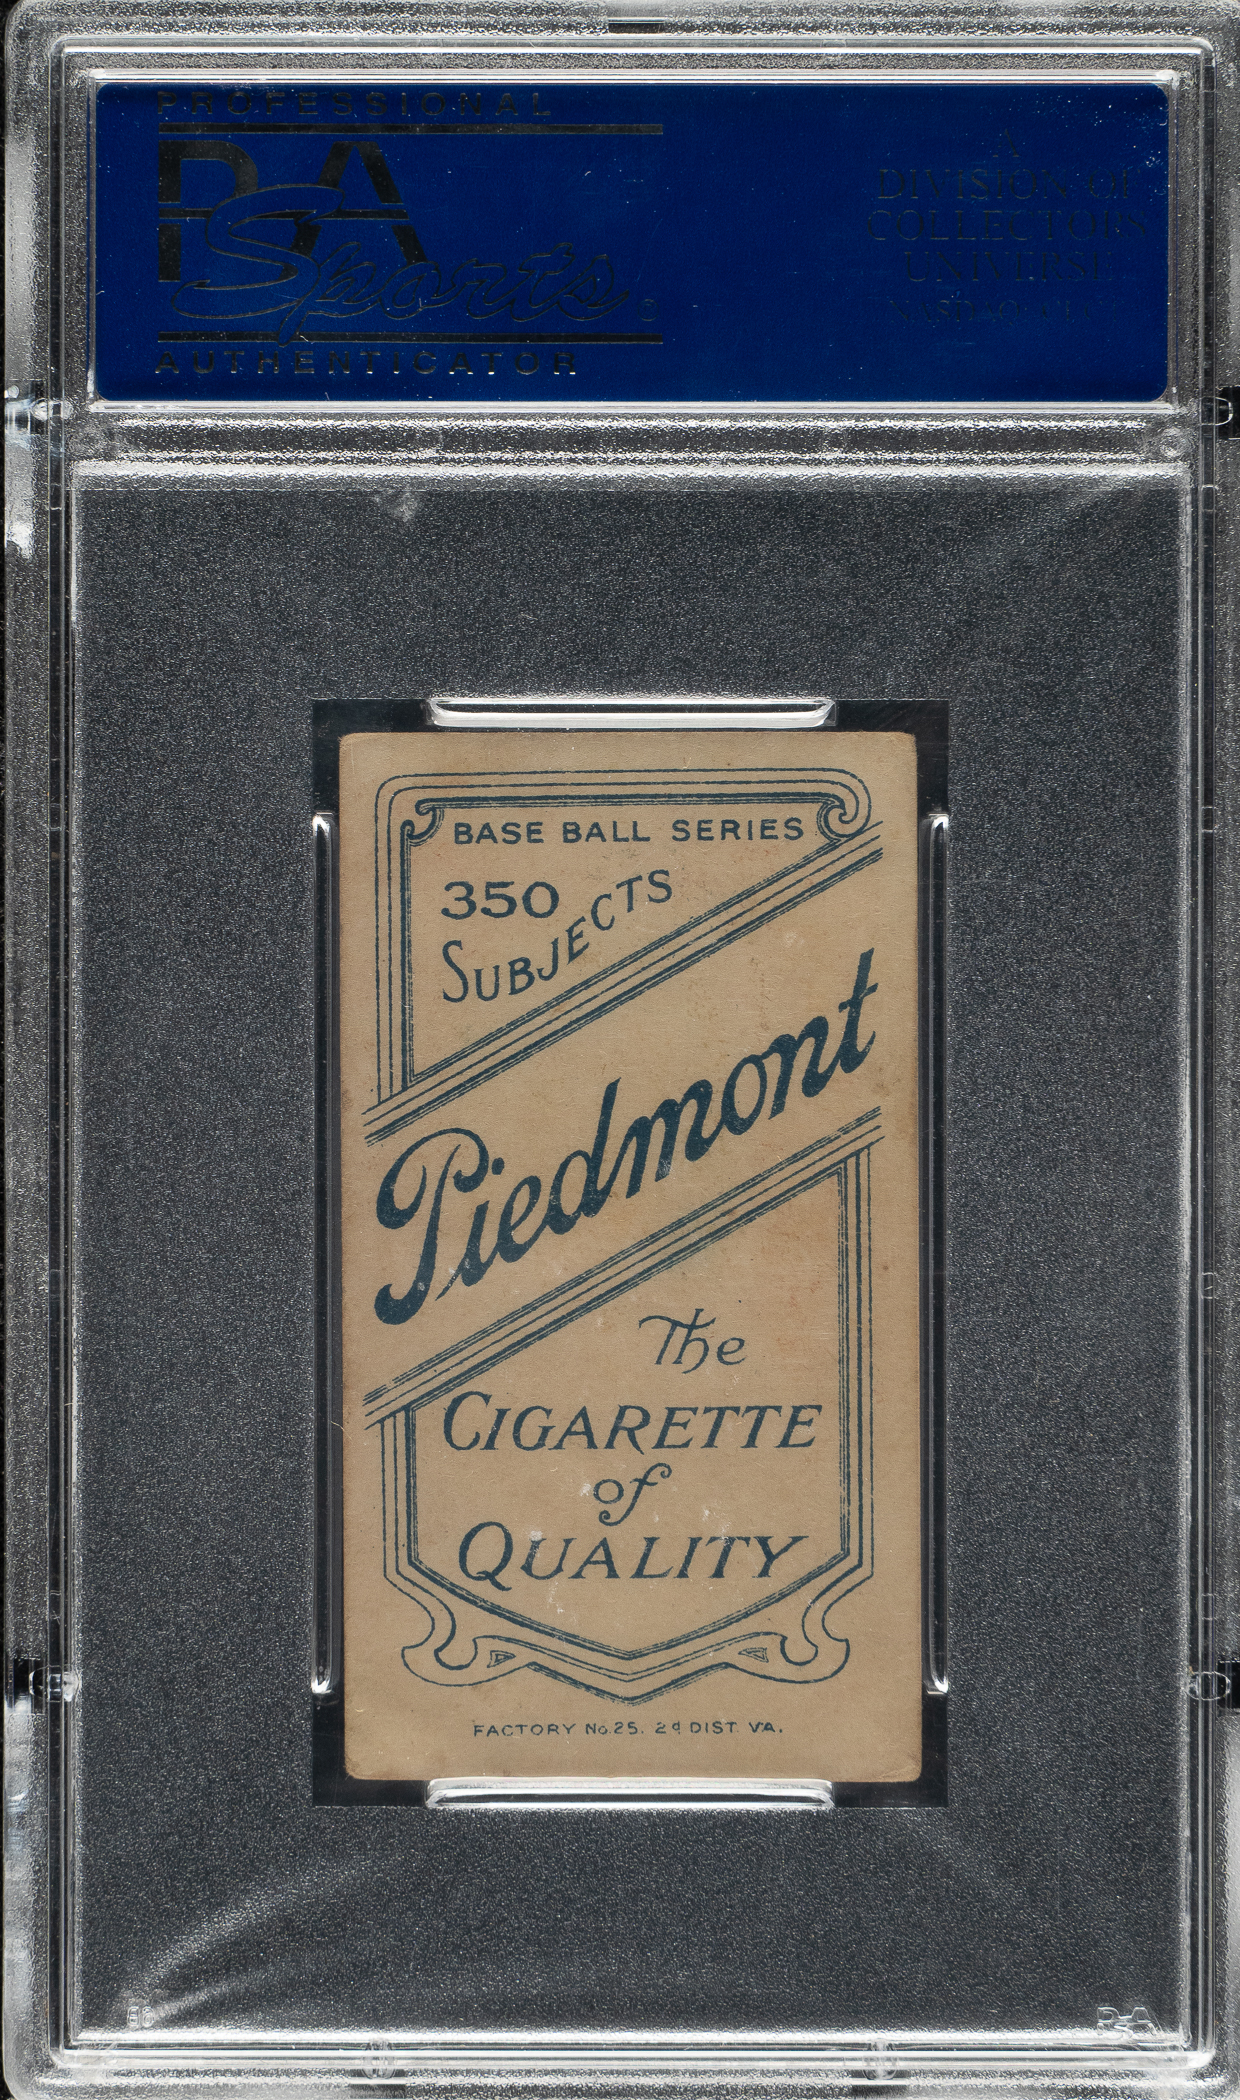 PROFESSIONAL
PSA
Sports®
AUTHENTICATOR
A
DIVISION OF
COLLECTORS
UNIVERSE
BASE BALL SERIES
350
SUBJECTS
Piedmont
The
CIGARETTE
of
QUALITY
FACTORY No. 25. 2d DIST. VA.
PSA